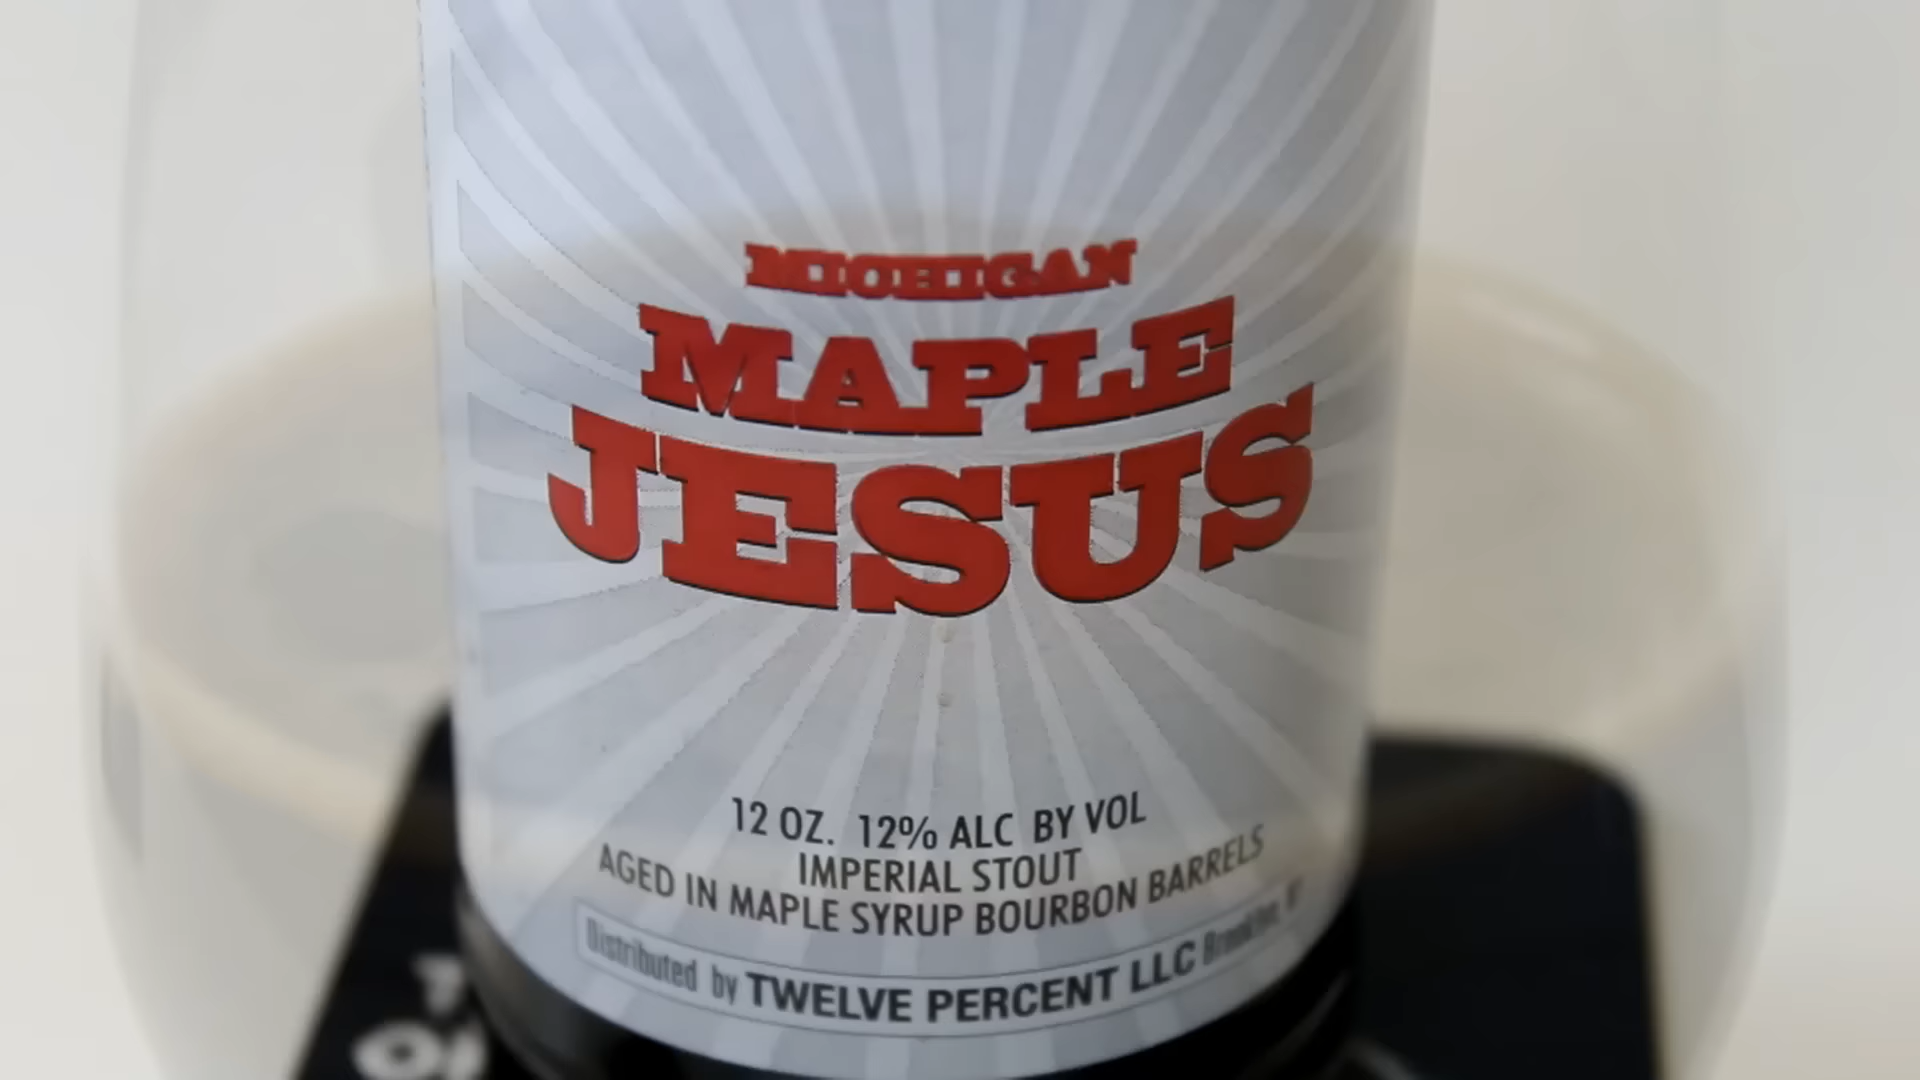 MICHIGAN
MAPLE
JESUS
12 OZ. 12% ALC BY VOL
IMPERIAL STOUT
AGED IN MAPLE SYRUP BOURBON BARRELS
Distributed by TWELVE PERCENT LLC Brooklyn,